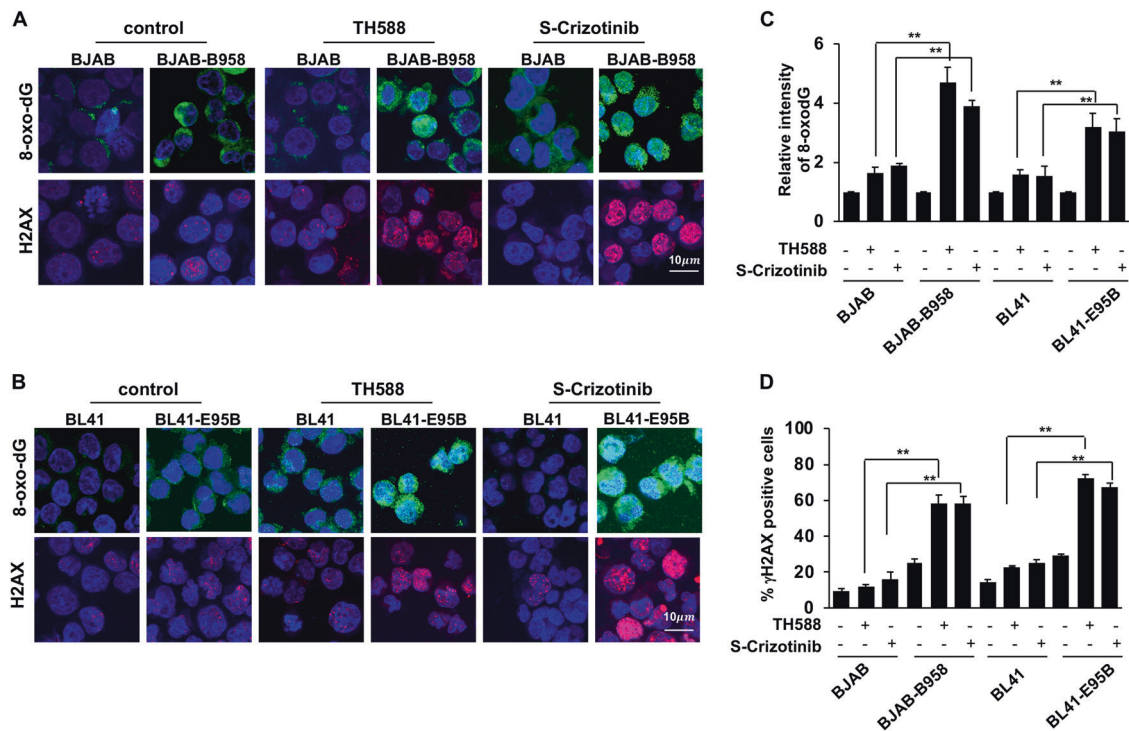 A
control
TH588
S-Crizotinib
BJAB
BJAB-B958
BJAB
BJAB-B958
BJAB
BJAB-B958
8-oxo-dG
H2AX
10μm
B
control
TH588
S-Crizotinib
BL41
BL41-E95B
BL41
BL41-E95B
BL41
BL41-E95B
8-oxo-dG
H2AX
10μm
C
Relative intensity
of 8-oxodG
6
4
2
0
**
**
**
**
TH588 - + - - + - - + - - + -
S-Crizotinib - - + - - + - - + - - +
BJAB
BJAB-B958
BL41
BL41-E95B
D
% γH2AX positive cells
100
80
60
40
20
0
**
**
**
**
TH588 - + - - + - - + - - + -
S-Crizotinib - - + - - + - - + - - +
BJAB
BJAB-B958
BL41
BL41-E95B